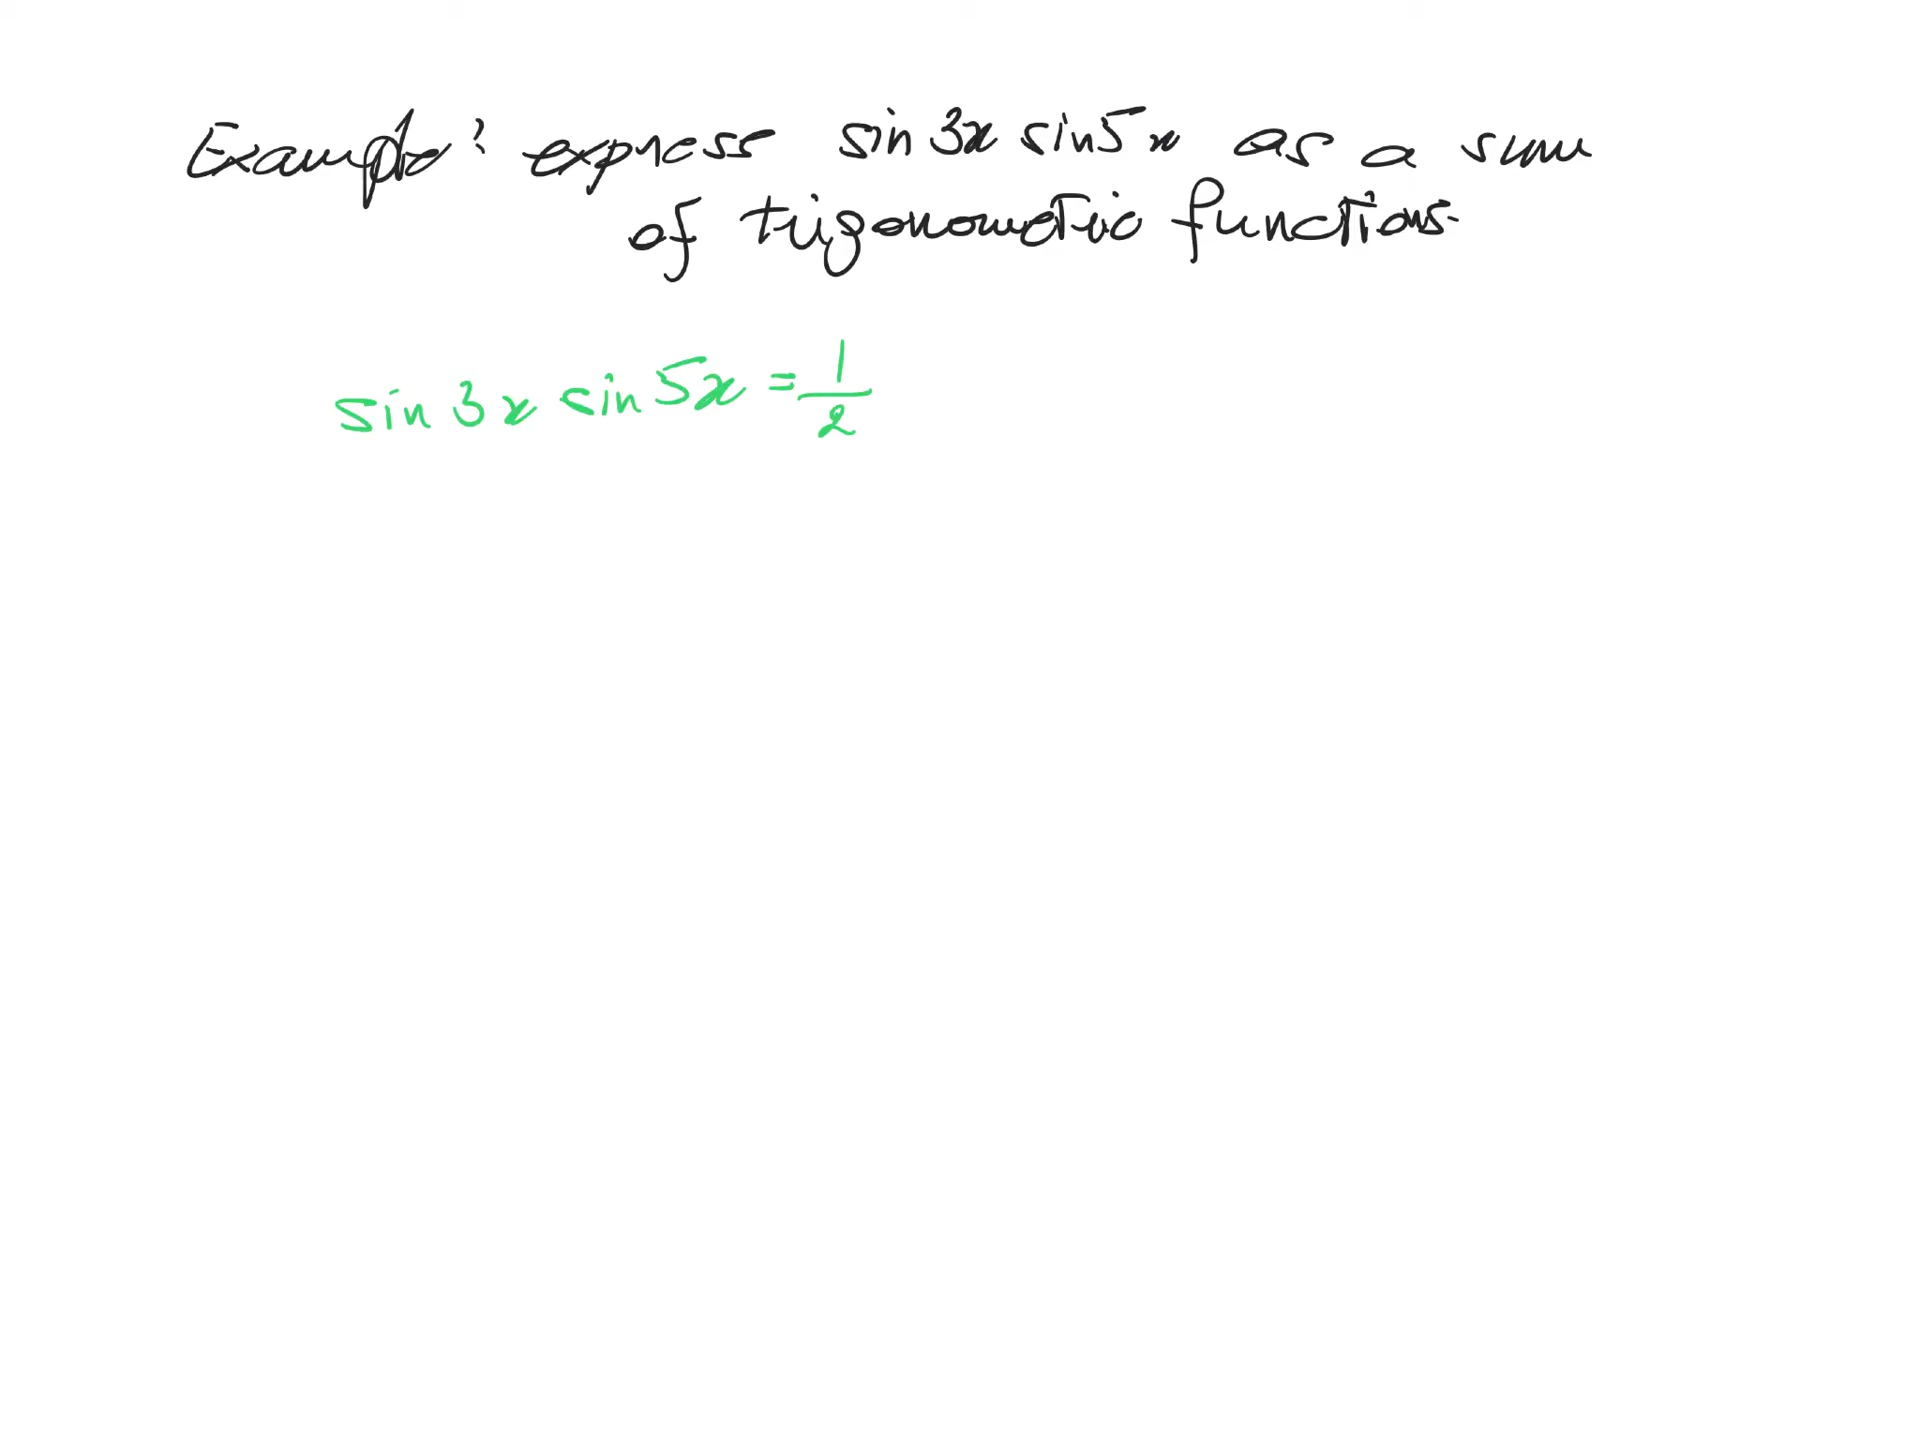 Example: express sin 3x sin 5x as a sum
of trigonometric functions.
sin 3x sin 5x = 1/2